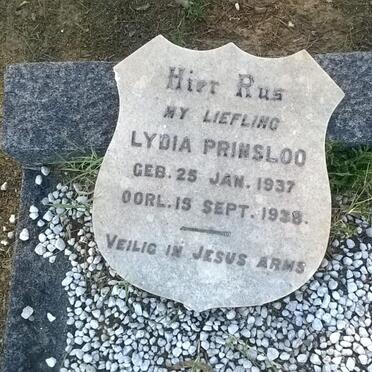 Hier Rus
MY LIEFLING
LYDIA PRINSLOO
GEB. 25 JAN. 1937
OORL. 15 SEPT. 1938.
VEILIG IN JESUS ARMS